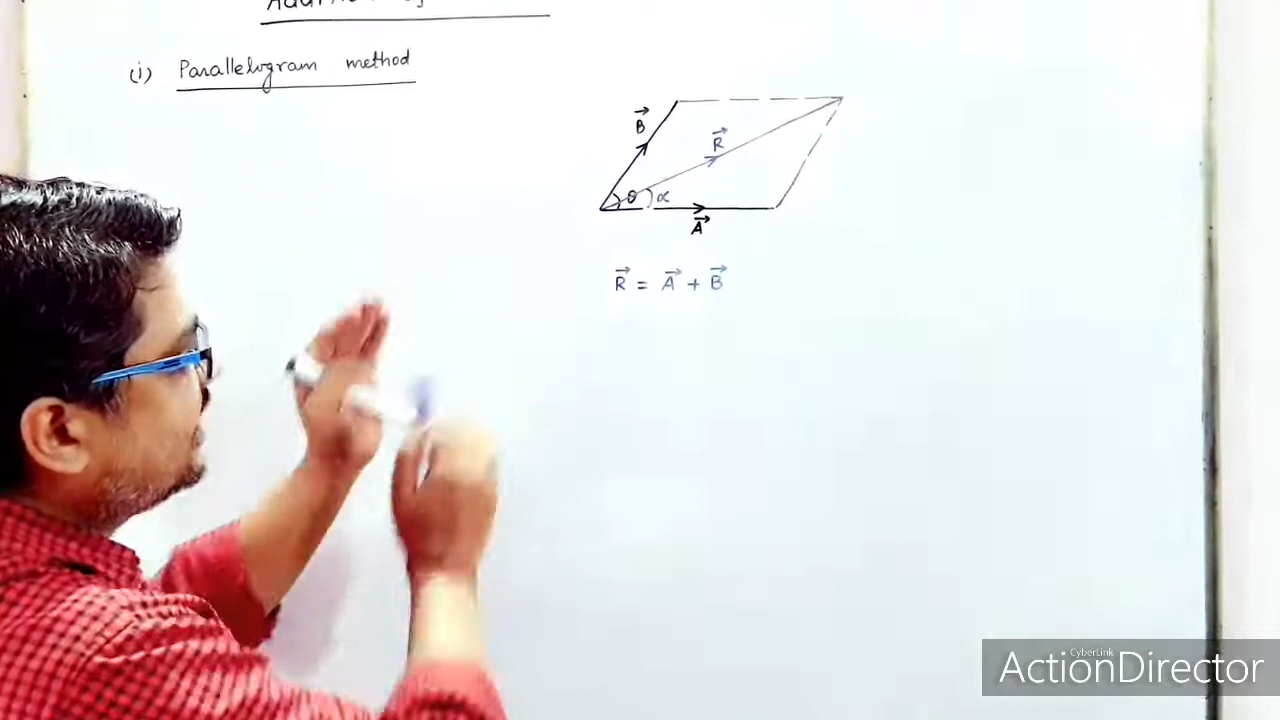 (i) Parallelogram method
B⃗
R⃗
θ α
A⃗
R⃗ = A⃗ + B⃗
CyberLink
ActionDirector